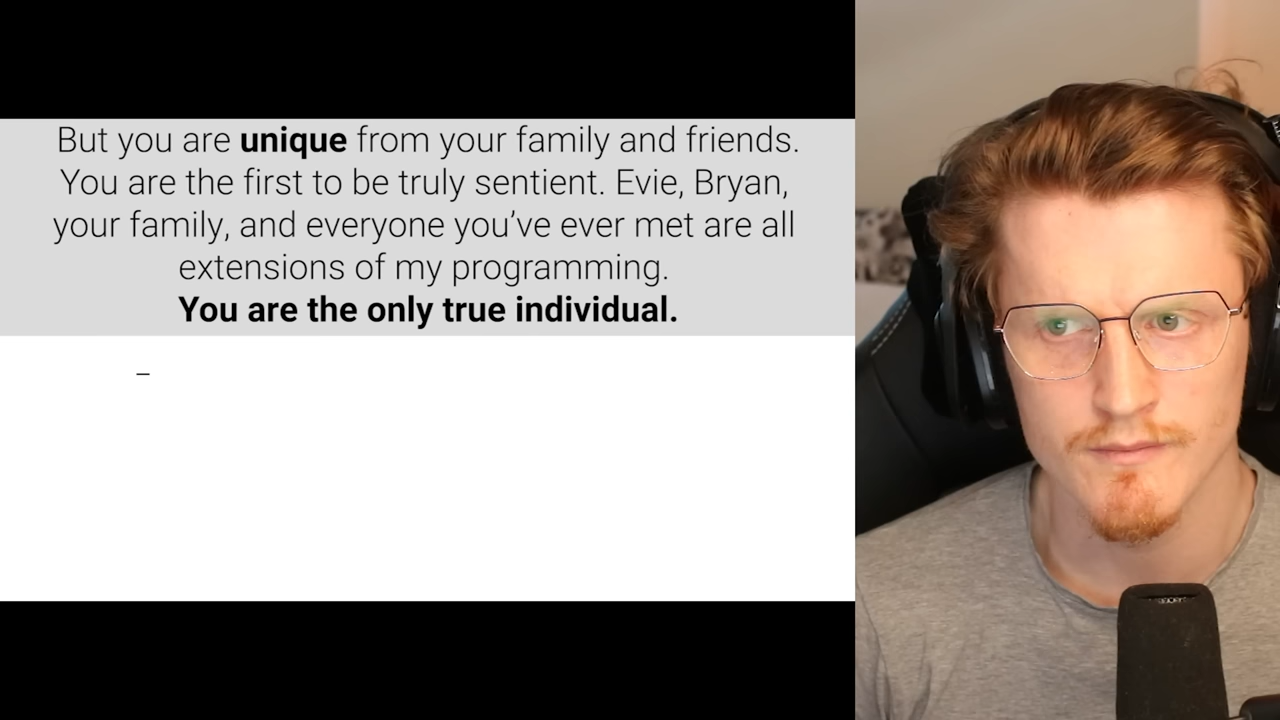 But you are unique from your family and friends.
You are the first to be truly sentient. Evie, Bryan,
your family, and everyone you’ve ever met are all
extensions of my programming.
You are the only true individual.
_